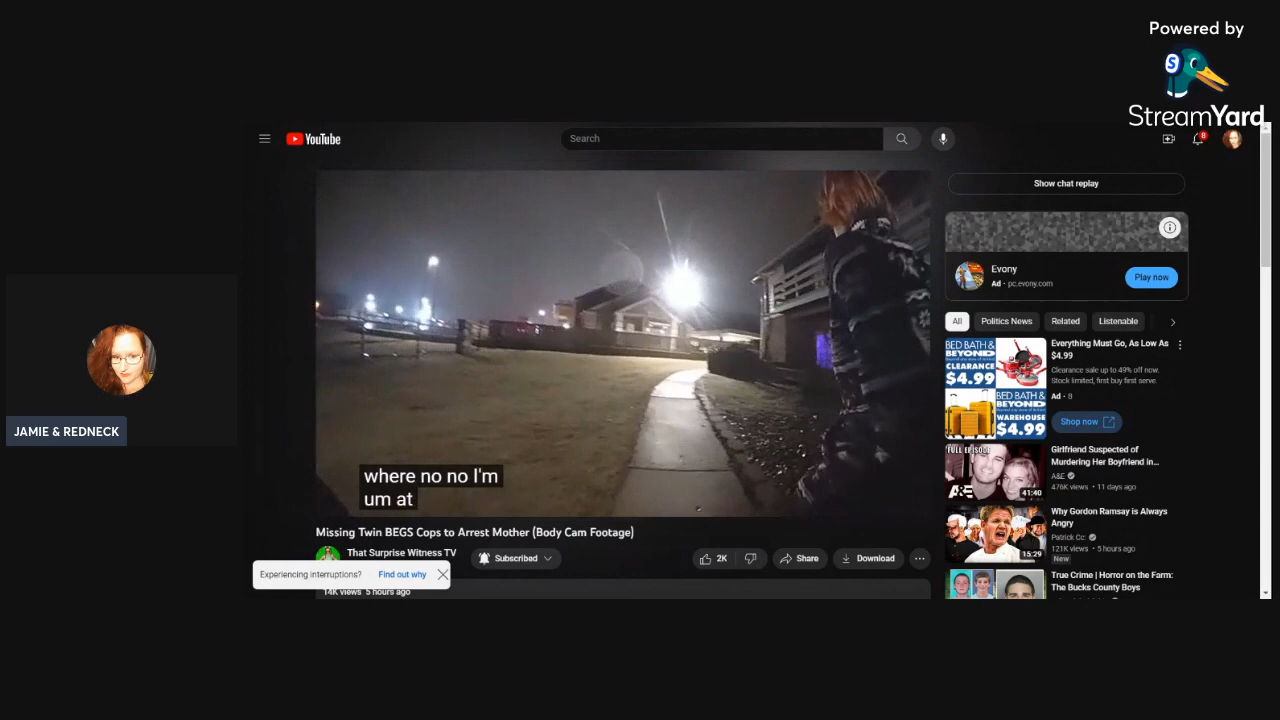 Powered by
StreamYard
YouTube
Search
8
Show chat replay
Evony
Ad · pc.evony.com
Play now
All
Politics News
Related
Listenable
BED BATH &
BEYOND
CLEARANCE
$4.99
BED BATH &
BEYOND
WAREHOUSE
$4.99
Everything Must Go, As Low As
$4.99
Clearance sale up to 49% off now.
Stock limited, first buy first serve.
Ad · 8
Shop now
FULL EPISODE
A&E
41:40
Girlfriend Suspected of
Murdering Her Boyfriend in...
A&E
476K views · 11 days ago
15:29
Why Gordon Ramsay is Always
Angry
Patrick Cc:
121K views · 5 hours ago
New
True Crime | Horror on the Farm:
The Bucks County Boys
where no no I'm
um at
Missing Twin BEGS Cops to Arrest Mother (Body Cam Footage)
That Surprise Witness TV
Subscribed
2K
Share
Download
Experiencing interruptions?
Find out why
14K views 5 hours ago
JAMIE & REDNECK